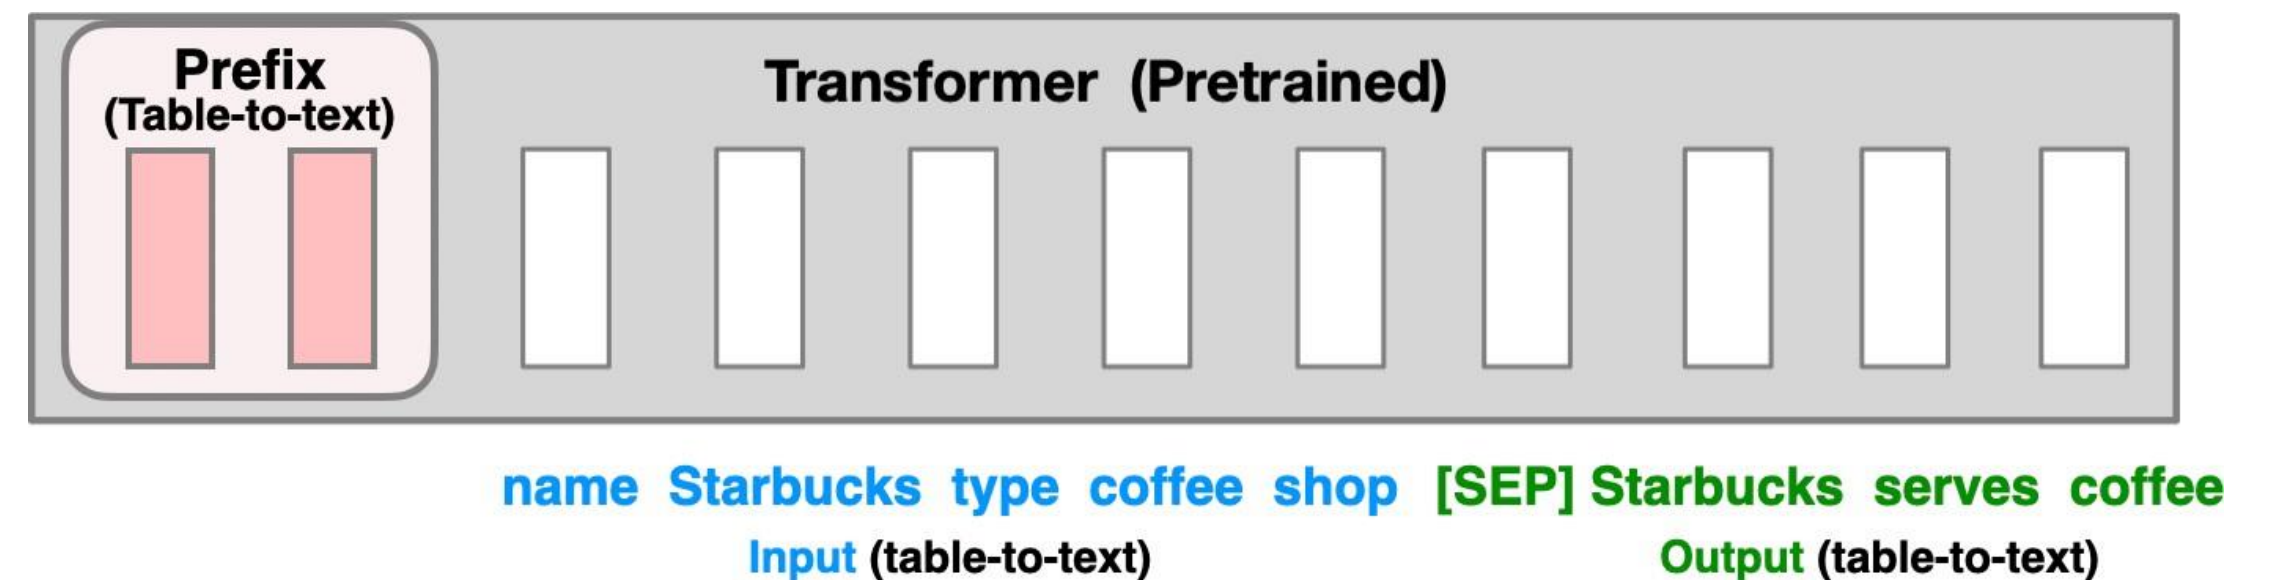 Prefix
(Table-to-text)
Transformer (Pretrained)
name Starbucks type coffee shop [SEP] Starbucks serves coffee
Input (table-to-text) Output (table-to-text)